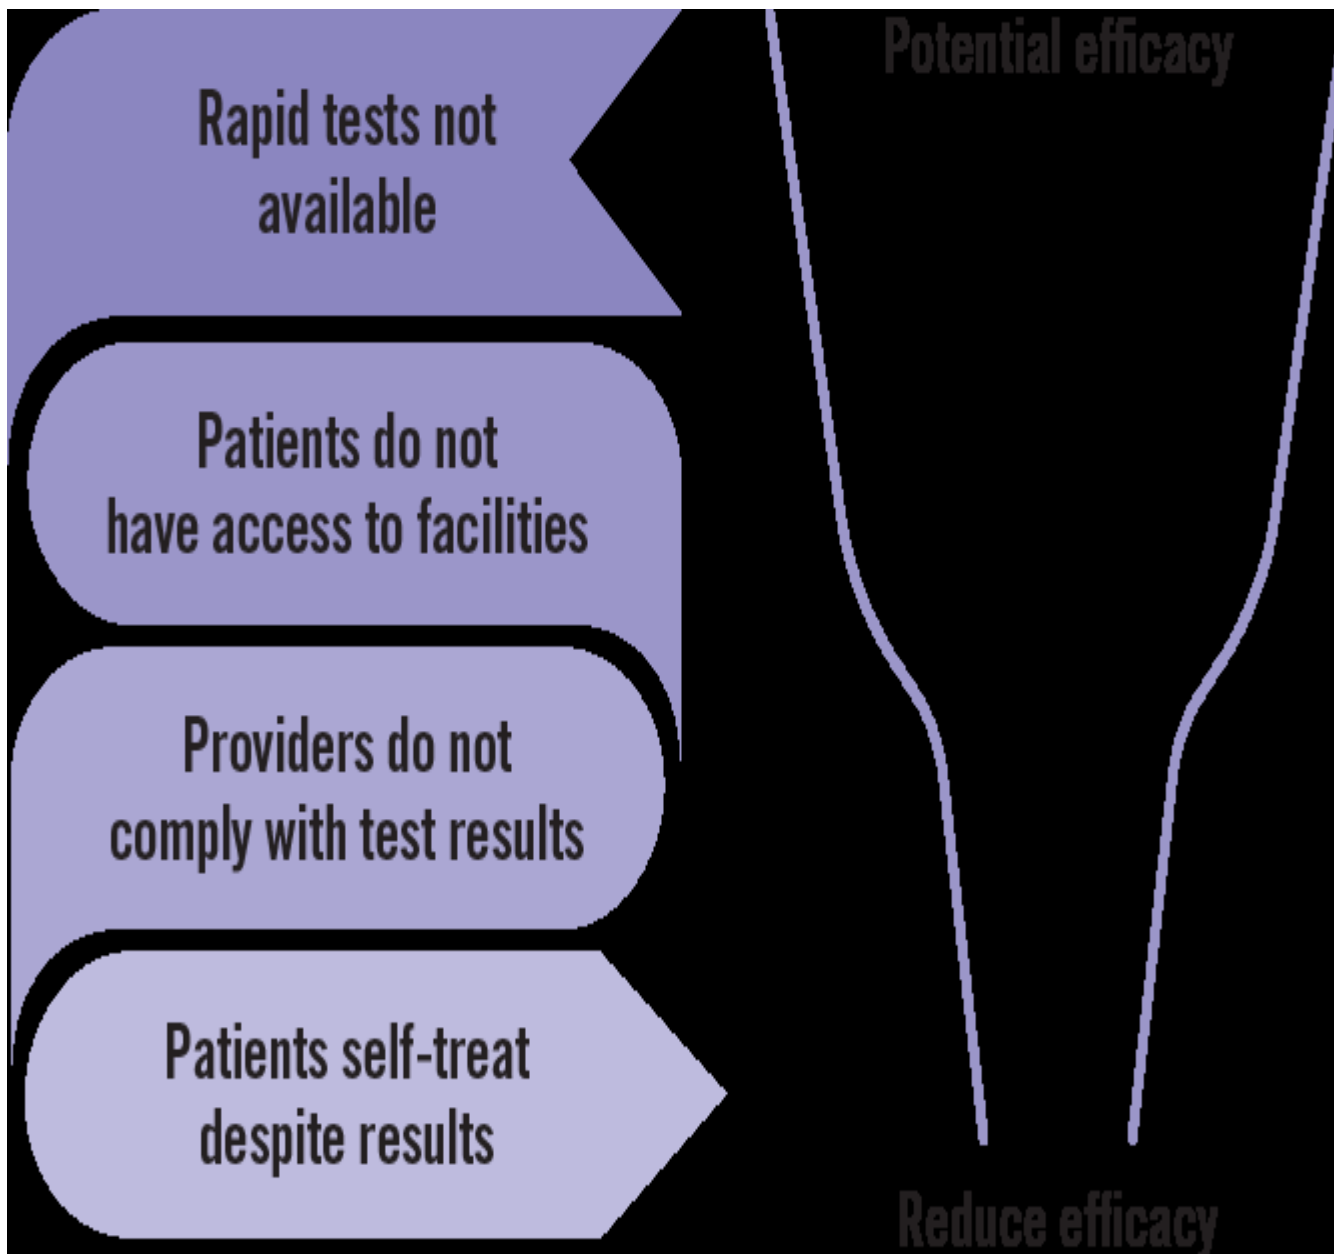 Rapid tests not
available
Patients do not
have access to facilities
Providers do not
comply with test results
Patients self-treat
despite results
Potential efficacy
Reduce efficacy